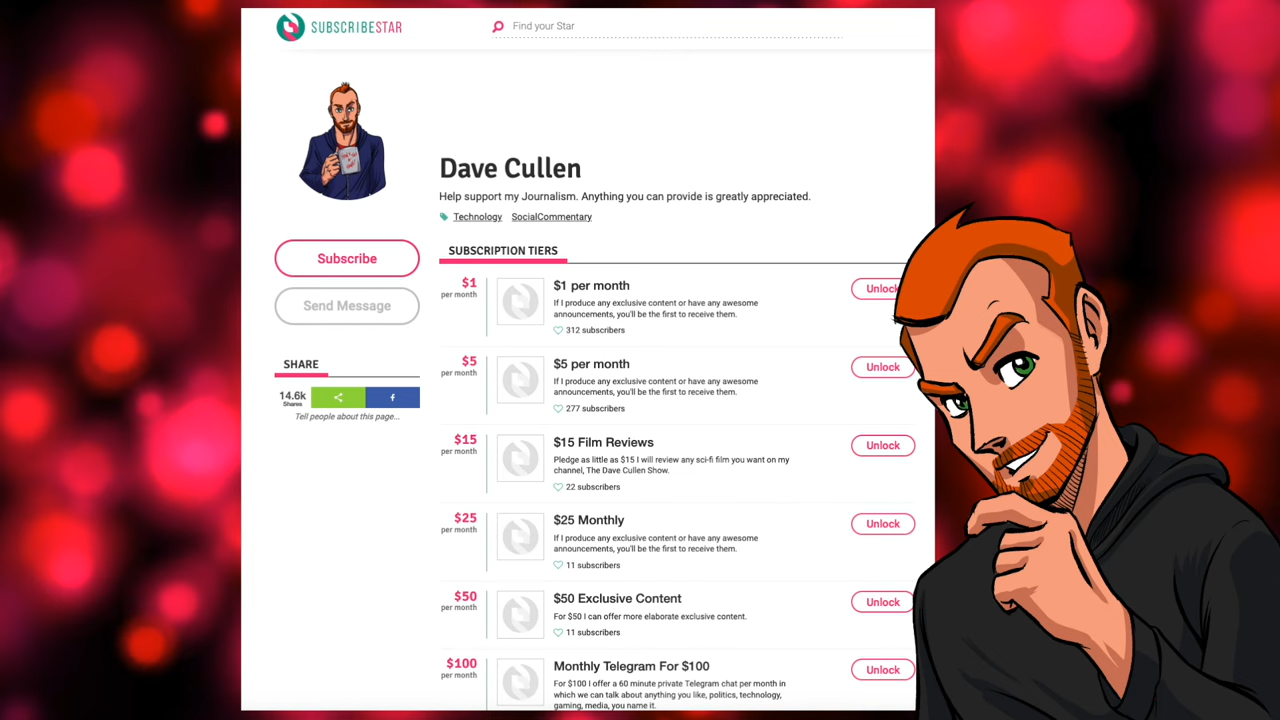 SUBSCRIBESTAR
Find your Star
Dave Cullen
Help support my Journalism. Anything you can provide is greatly appreciated.
Technology SocialCommentary
Subscribe
Send Message
SHARE
14.6k
Shares
Tell people about this page...
SUBSCRIPTION TIERS
$1
per month
$1 per month
If I produce any exclusive content or have any awesome
announcements, you'll be the first to receive them.
312 subscribers
Unlock
$5
per month
$5 per month
If I produce any exclusive content or have any awesome
announcements, you'll be the first to receive them.
277 subscribers
Unlock
$15
per month
$15 Film Reviews
Pledge as little as $15 I will review any sci-fi film you want on my
channel, The Dave Cullen Show.
22 subscribers
Unlock
$25
per month
$25 Monthly
If I produce any exclusive content or have any awesome
announcements, you'll be the first to receive them.
11 subscribers
Unlock
$50
per month
$50 Exclusive Content
For $50 I can offer more elaborate exclusive content.
11 subscribers
Unlock
$100
per month
Monthly Telegram For $100
For $100 I offer a 60 minute private Telegram chat per month in
which we can talk about anything you like, politics, technology,
gaming, media, you name it.
Unlock